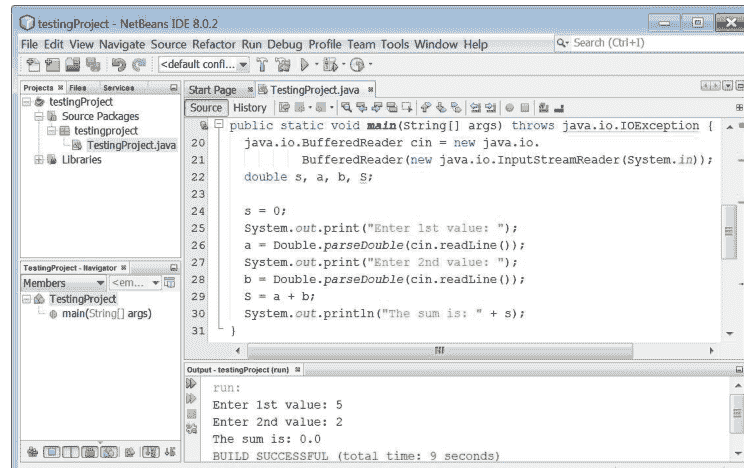 testingProject - NetBeans IDE 8.0.2
File Edit View Navigate Source Refactor Run Debug Profile Team Tools Window Help
Search (Ctrl+I)
<default confi...
Projects Files Services
testingProject
Source Packages
testingproject
TestingProject.java
Libraries
Start Page TestingProject.java
Source History
public static void main(String[] args) throws java.io.IOException {
20 java.io.BufferedReader cin = new java.io.
21 BufferedReader(new java.io.InputStreamReader(System.in));
22 double s, a, b, S;
23
24 s = 0;
25 System.out.print("Enter 1st value: ");
26 a = Double.parseDouble(cin.readLine());
27 System.out.print("Enter 2nd value: ");
28 b = Double.parseDouble(cin.readLine());
29 S = a + b;
30 System.out.println("The sum is: " + s);
31 }
TestingProject - Navigator
Members <em...
TestingProject
main(String[] args)
Output - testingProject (run)
run:
Enter 1st value: 5
Enter 2nd value: 2
The sum is: 0.0
BUILD SUCCESSFUL (total time: 9 seconds)